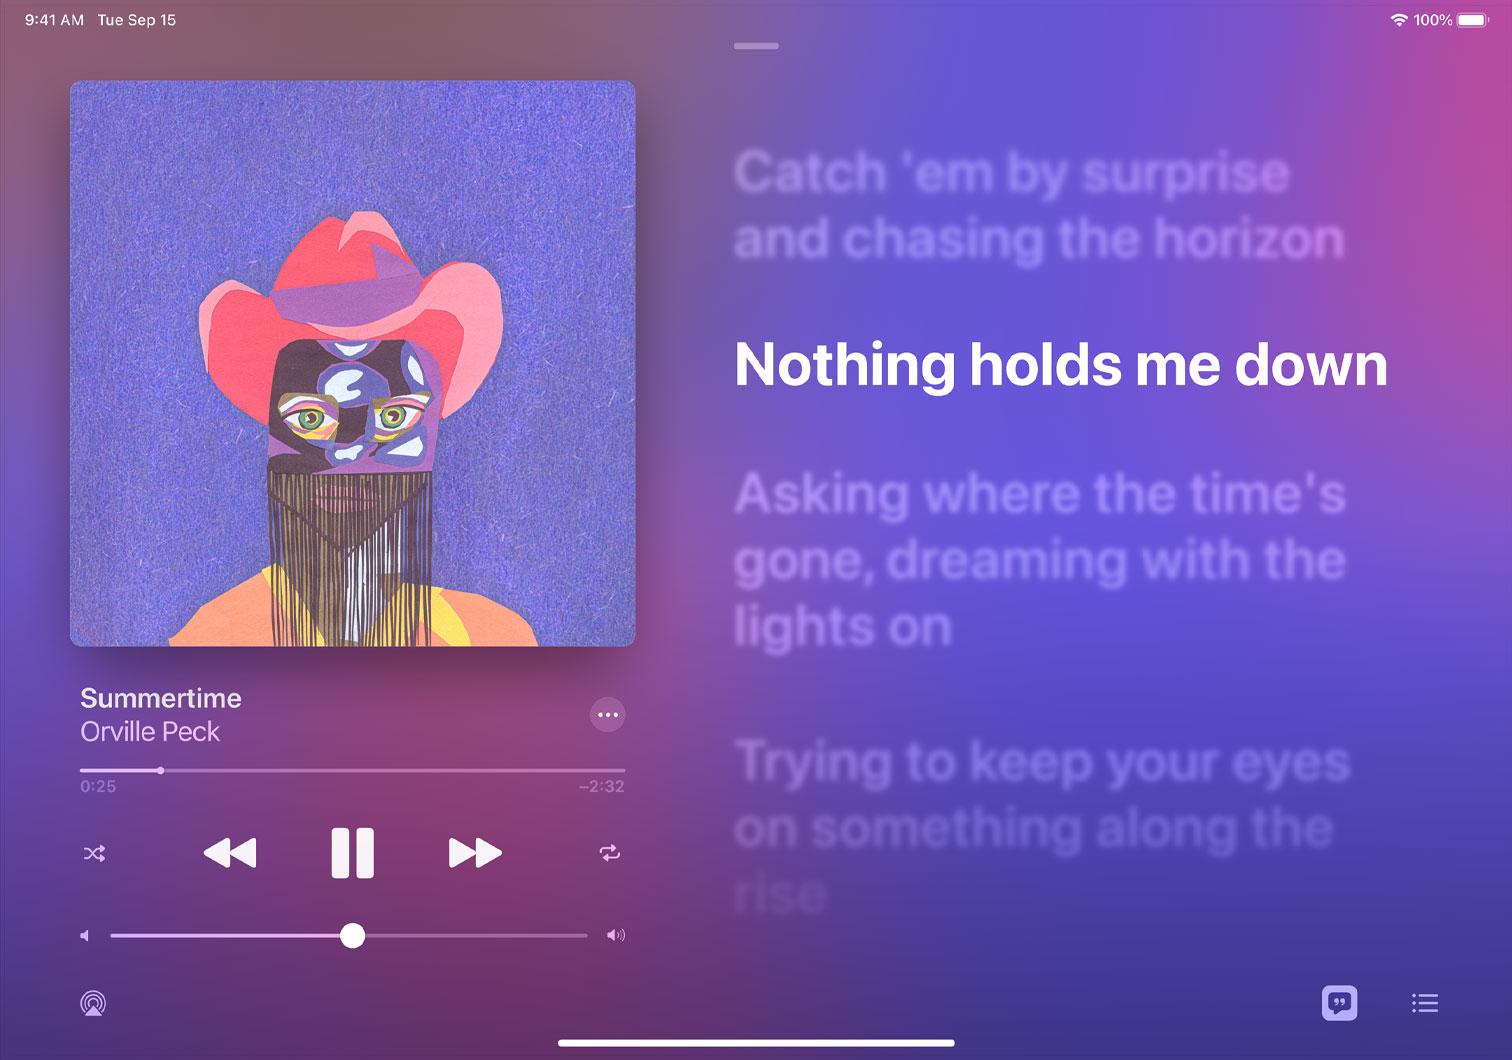 9:41 AM Tue Sep 15
100%
Catch 'em by surprise
and chasing the horizon
Nothing holds me down
Asking where the time's
gone, dreaming with the
lights on
Trying to keep your eyes
on something along the
rise
Summertime
Orville Peck
0:25
–2:32